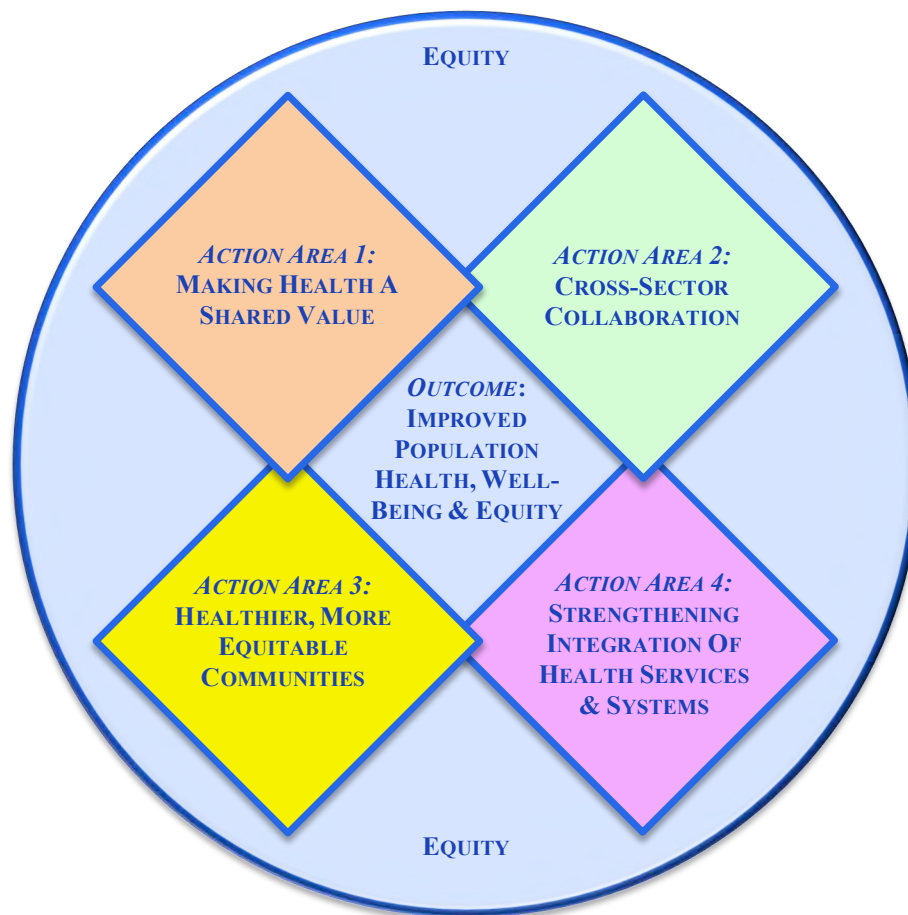 EQUITY
ACTION AREA 1:
MAKING HEALTH A
SHARED VALUE
ACTION AREA 2:
CROSS-SECTOR
COLLABORATION
OUTCOME:
IMPROVED
POPULATION
HEALTH, WELL-
BEING & EQUITY
ACTION AREA 3:
HEALTHIER, MORE
EQUITABLE
COMMUNITIES
ACTION AREA 4:
STRENGTHENING
INTEGRATION OF
HEALTH SERVICES
& SYSTEMS
EQUITY